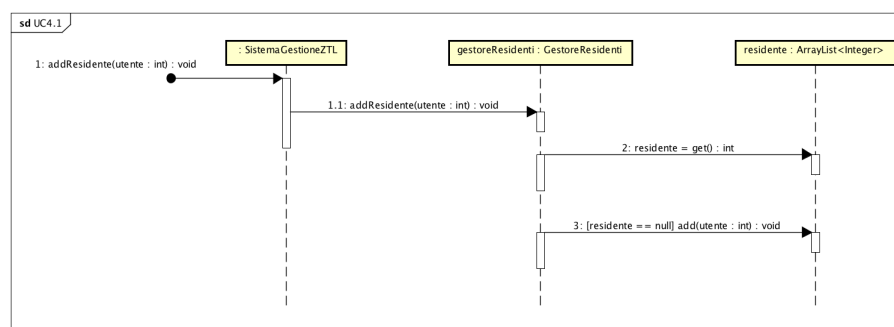 sd UC4.1
: SistemaGestioneZTL
gestoreResidenti : GestoreResidenti
residente : ArrayList<Integer>
1: addResidente(utente : int) : void
1.1: addResidente(utente : int) : void
2: residente = get() : int
3: [residente == null] add(utente : int) : void